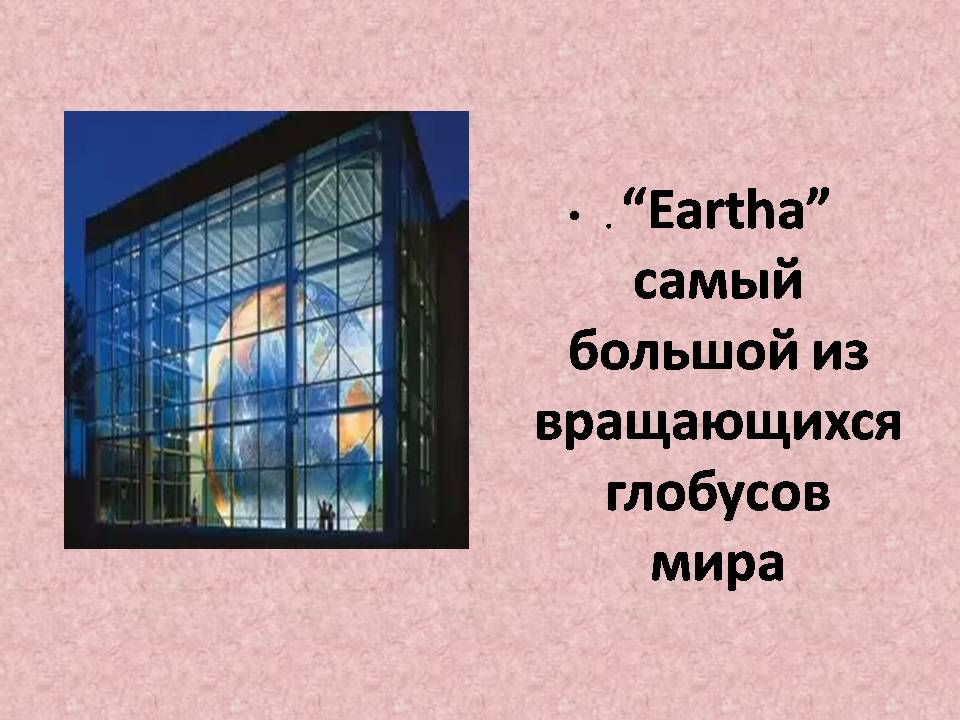 • . “Eartha”
самый
большой из
вращающихся
глобусов
мира